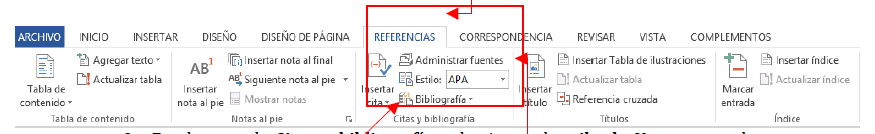 ARCHIVO INICIO INSERTAR DISEÑO DISEÑO DE PÁGINA REFERENCIAS CORRESPONDENCIA REVISAR VISTA COMPLEMENTOS
Tabla de contenido
Agregar texto
Actualizar tabla
Tabla de contenido
AB1
Insertar nota al pie
Insertar nota al final
AB1 Siguiente nota al pie
Mostrar notas
Notas al pie
Insertar cita
Administrar fuentes
Estilo: APA
Bibliografía
Citas y bibliografía
Insertar título
Insertar Tabla de ilustraciones
Actualizar tabla
Referencia cruzada
Títulos
Marcar entrada
Insertar índice
Actualizar índice
Índice